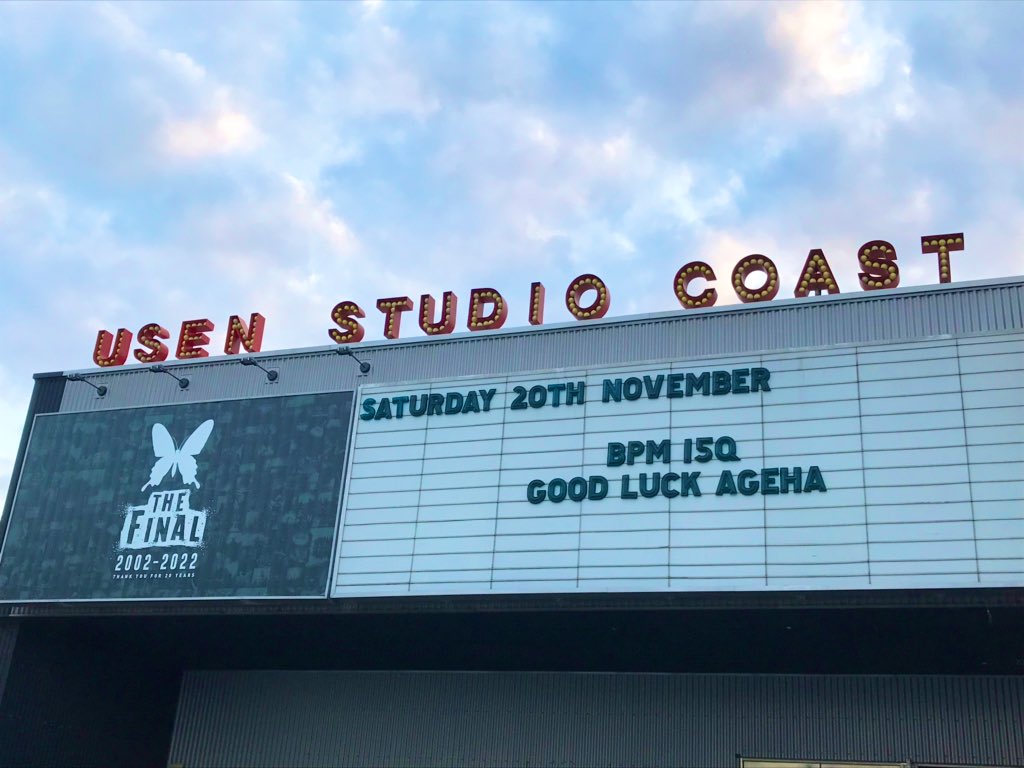 USEN STUDIO COAST
THE
FINAL
2002-2022
THANK YOU FOR 20 YEARS
SATURDAY 20TH NOVEMBER
BPM 15Q
GOOD LUCK AGEHA